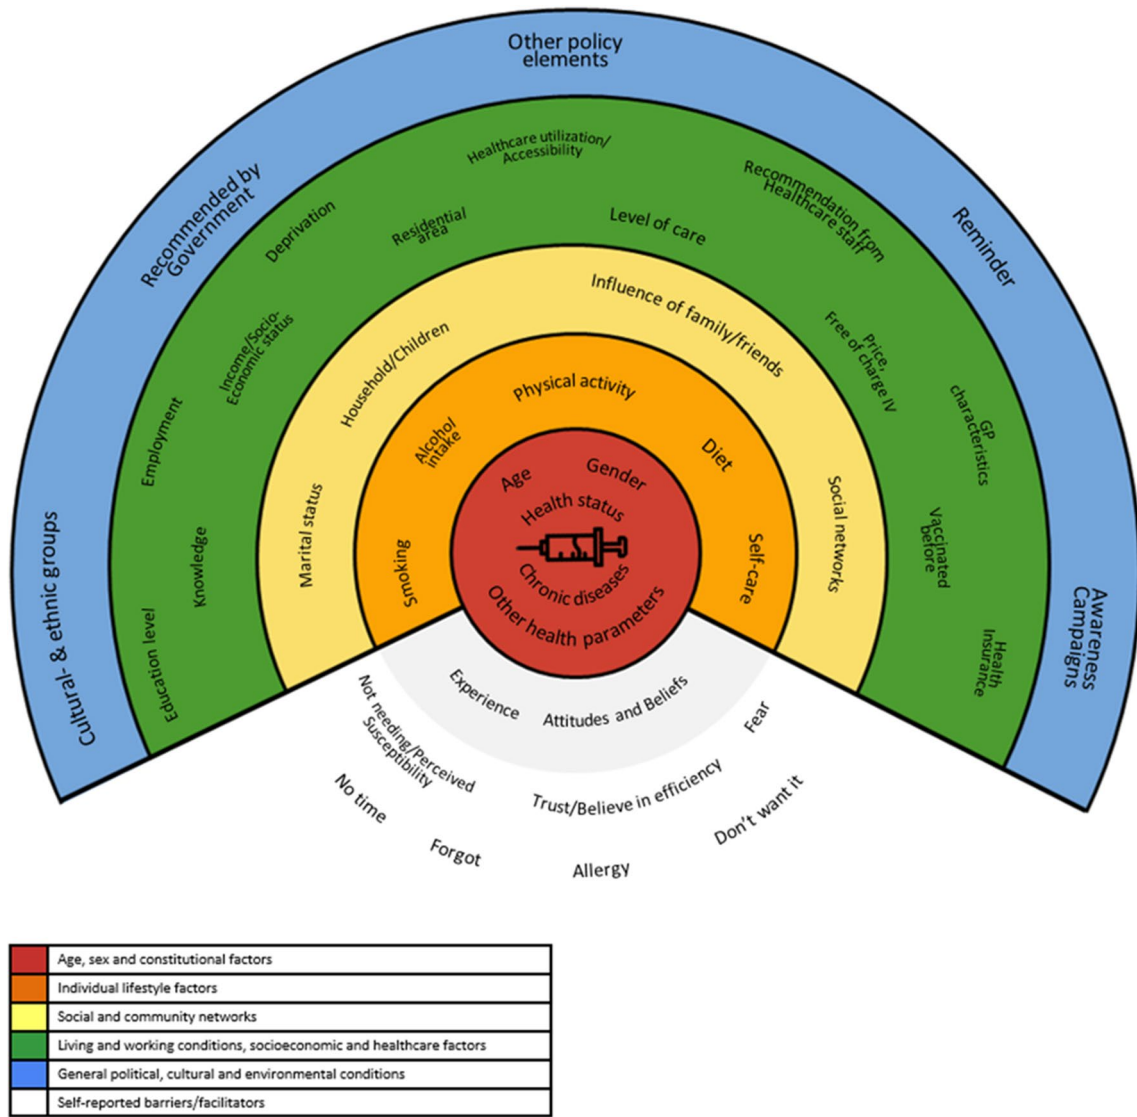 Other policy
elements
Recommended by
Government
Reminder
Cultural- & ethnic groups
Awareness
Campaigns
Healthcare utilization/
Accessibility
Recommendation from
Healthcare staff
Deprivation
Residential
area
Level of care
Income/Socio-
Economic status
Price,
Free of charge IV
Employment
GP
characteristics
Knowledge
Vaccinated
before
Education level
Health
Insurance
Influence of family/friends
Household/Children
Marital status
Social networks
Physical activity
Alcohol
intake
Diet
Smoking
Self-care
Age
Gender
Health status
Chronic diseases
Other health parameters
Experience
Attitudes and Beliefs
Fear
Not needing/Perceived
Susceptibility
Trust/Believe in efficiency
No time
Forgot
Allergy
Don't want it
Age, sex and constitutional factors
Individual lifestyle factors
Social and community networks
Living and working conditions, socioeconomic and healthcare factors
General political, cultural and environmental conditions
Self-reported barriers/facilitators